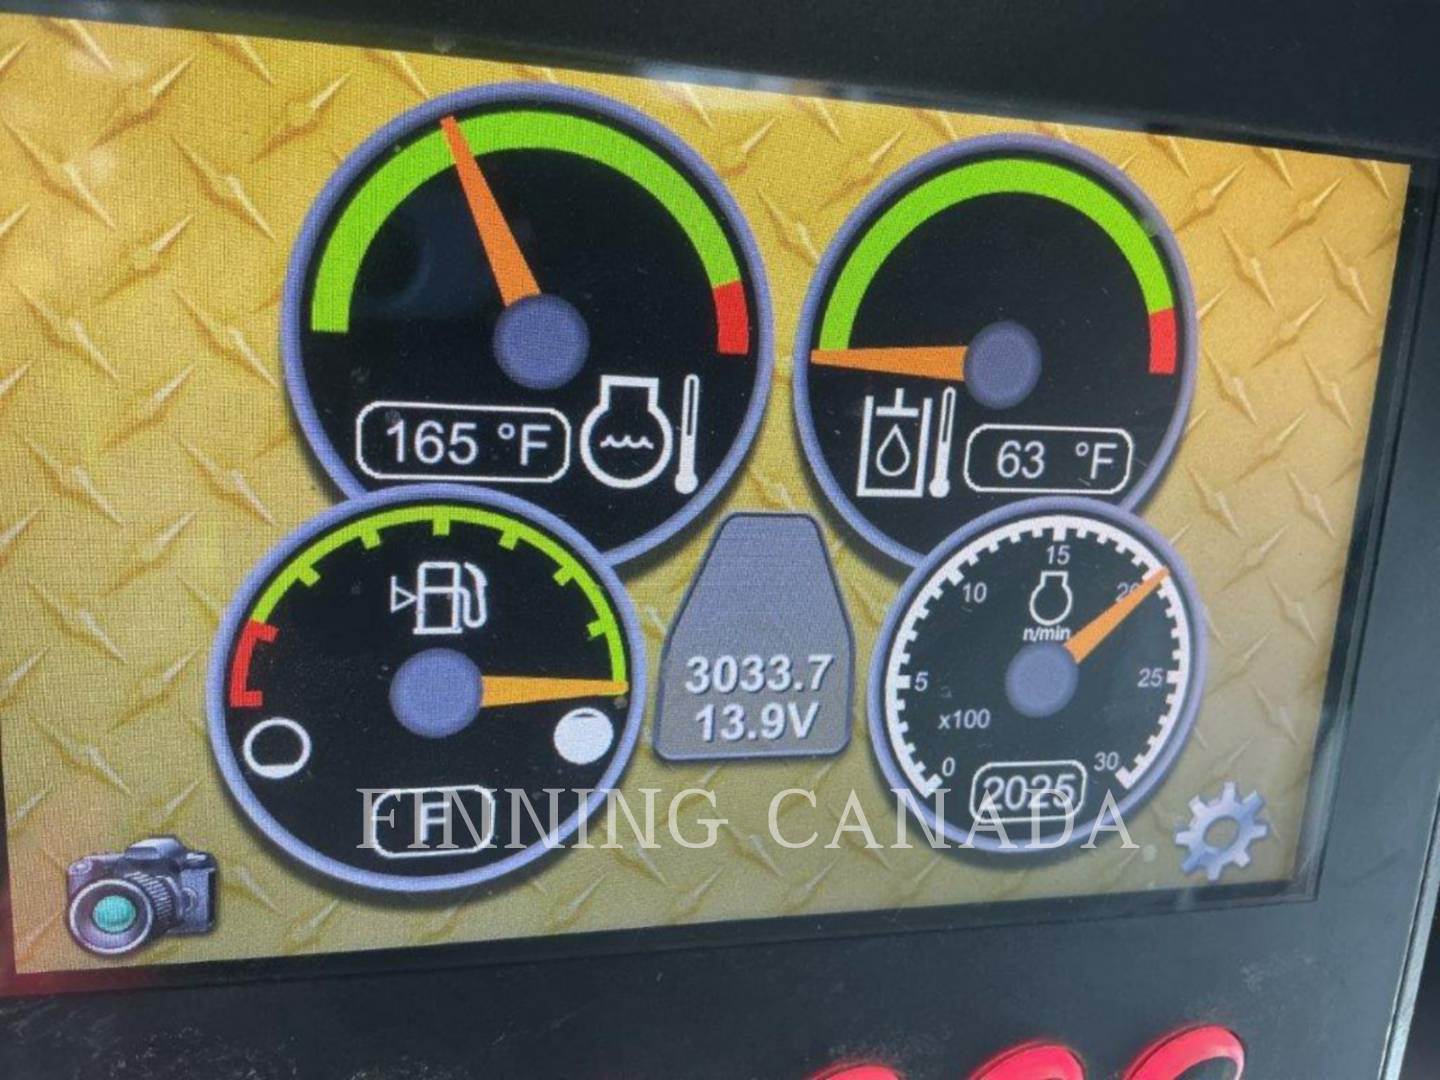 165 °F
63 °F
15
10
20
n/min
5
25
x100
0
30
3033.7
13.9V
2025
F
FINNING CANADA